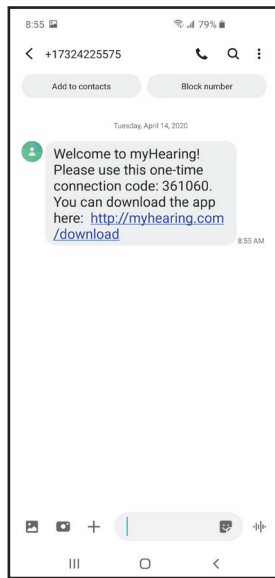 8:55 79%
+17324225575
Add to contacts Block number
Tuesday, April 14, 2020
Welcome to myHearing!
Please use this one-time
connection code: 361060.
You can download the app
here: http://myhearing.com
/download
8:55 AM